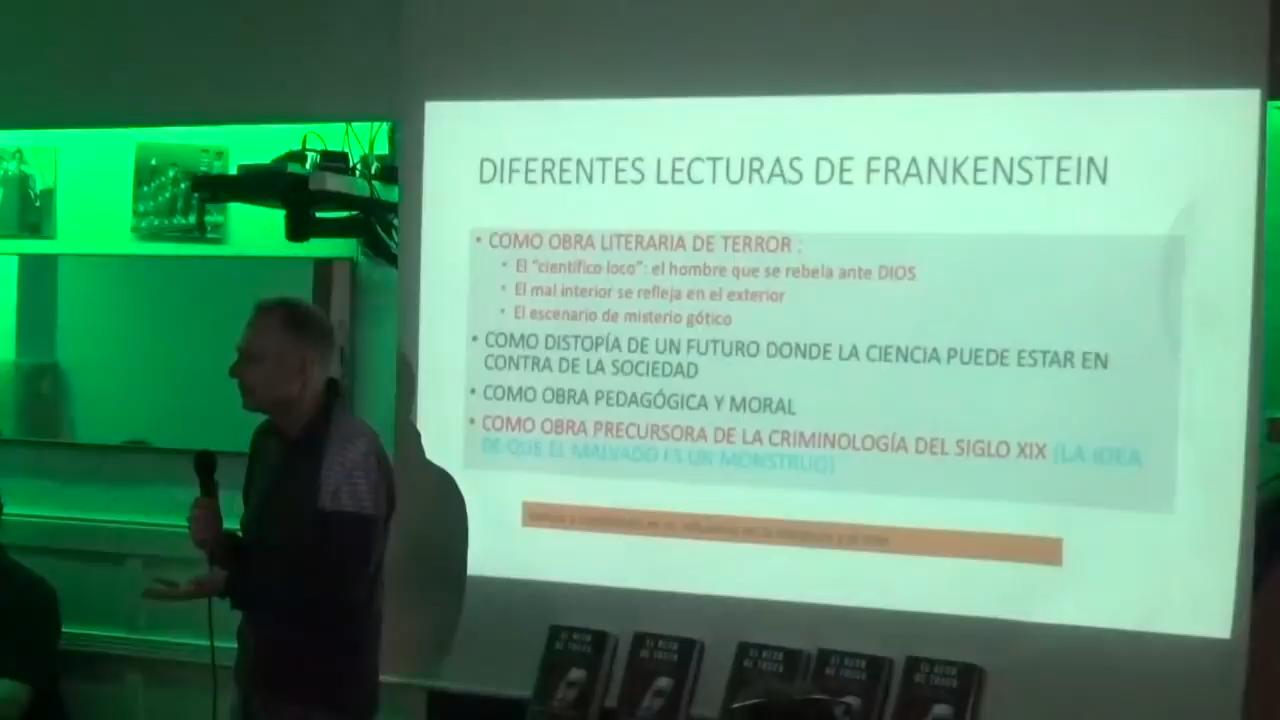 DIFERENTES LECTURAS DE FRANKENSTEIN
• COMO OBRA LITERARIA DE TERROR :
• El “científico loco”: el hombre que se rebela ante DIOS
• El mal interior se refleja en el exterior
• El escenario de misterio gótico
• COMO DISTOPÍA DE UN FUTURO DONDE LA CIENCIA PUEDE ESTAR EN
CONTRA DE LA SOCIEDAD
• COMO OBRA PEDAGÓGICA Y MORAL
• COMO OBRA PRECURSORA DE LA CRIMINOLOGÍA DEL SIGLO XIX (LA IDEA
DE QUE EL MALVADO ES UN MONSTRUO)